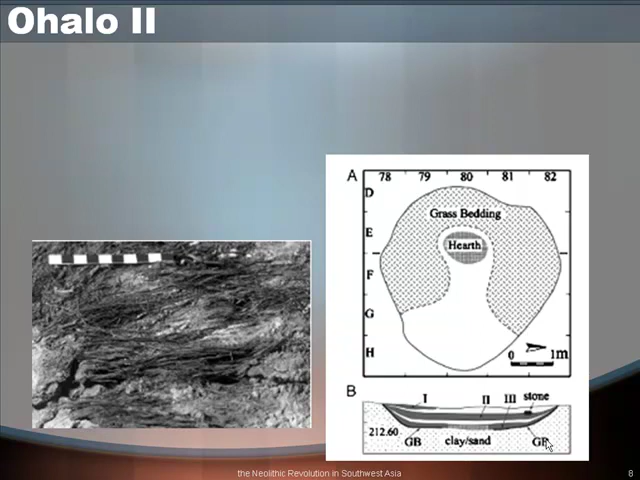 Ohalo II
A
78 79 80 81 82
D
Grass Bedding
E
Hearth
F
G
H
0 1m
B
I II III stone
212.60
GB clay/sand GB
the Neolithic Revolution in Southwest Asia
8